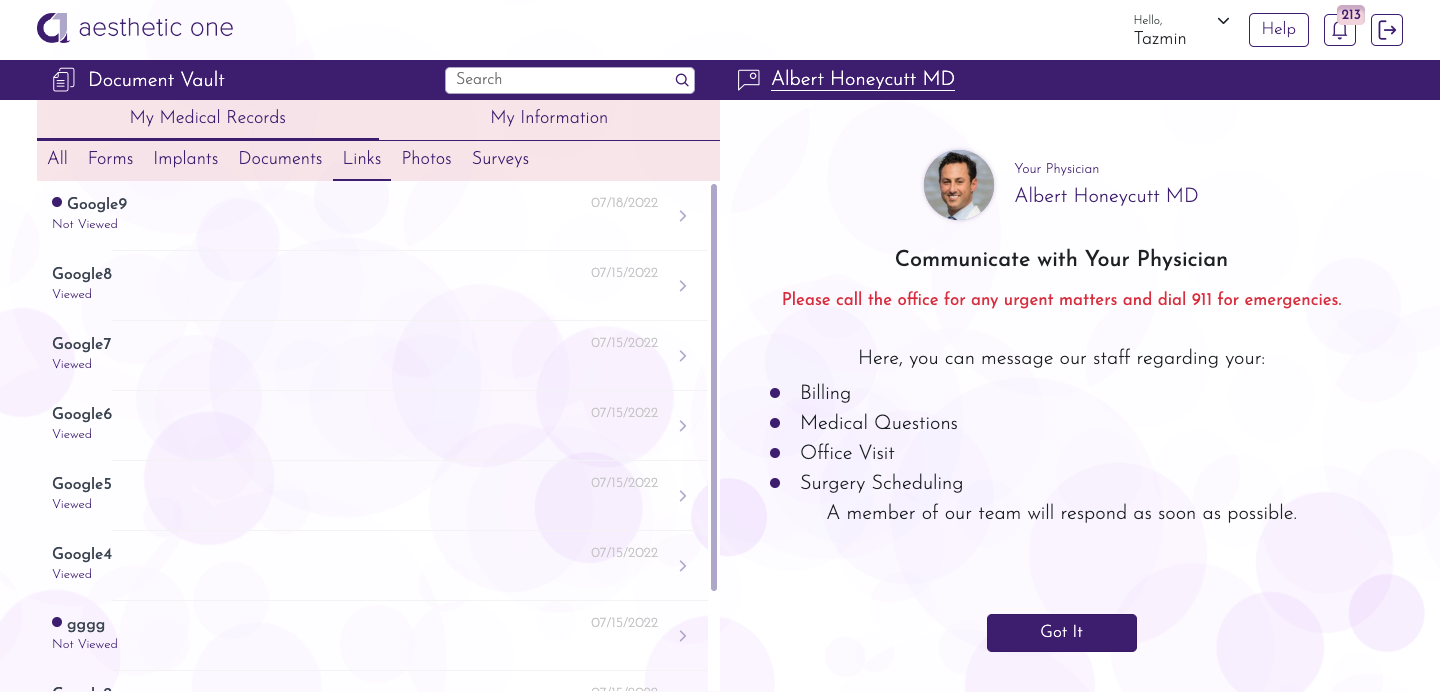 aesthetic one
Hello,
Tazmin
Help
213
Document Vault
Search
Albert Honeycutt MD
My Medical Records
My Information
All Forms Implants Documents Links Photos Surveys
Google9
07/18/2022
Not Viewed
Google8
07/15/2022
Viewed
Google7
07/15/2022
Viewed
Google6
07/15/2022
Viewed
Google5
07/15/2022
Viewed
Google4
07/15/2022
Viewed
gggg
07/15/2022
Not Viewed
07/15/2022
Your Physician
Albert Honeycutt MD
Communicate with Your Physician
Please call the office for any urgent matters and dial 911 for emergencies.
Here, you can message our staff regarding your:
Billing
Medical Questions
Office Visit
Surgery Scheduling
A member of our team will respond as soon as possible.
Got It